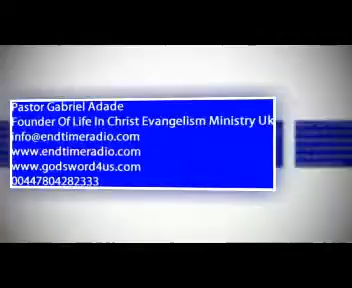 Pastor Gabriel Adade
Founder Of Life In Christ Evangelism Ministry Uk
info@endtimeradio.com
www.endtimeradio.com
www.godsword4us.com
00447804282333